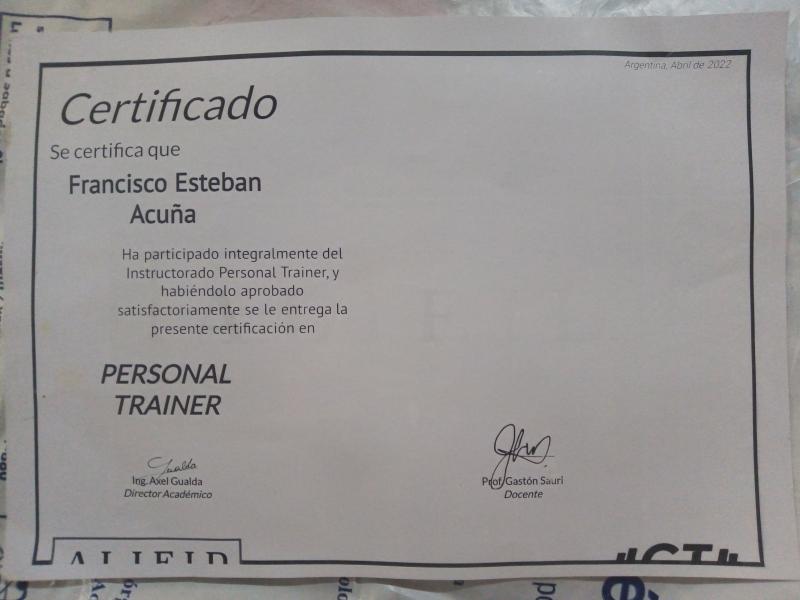 Argentina, Abril de 2022
Certificado
Se certifica que
Francisco Esteban
Acuña
Ha participado integralmente del
Instructorado Personal Trainer, y
habiéndolo aprobado
satisfactoriamente se le entrega la
presente certificación en
PERSONAL
TRAINER
Gualda
Ing. Axel Gualda
Director Académico
Prof. Gastón Sauri
Docente